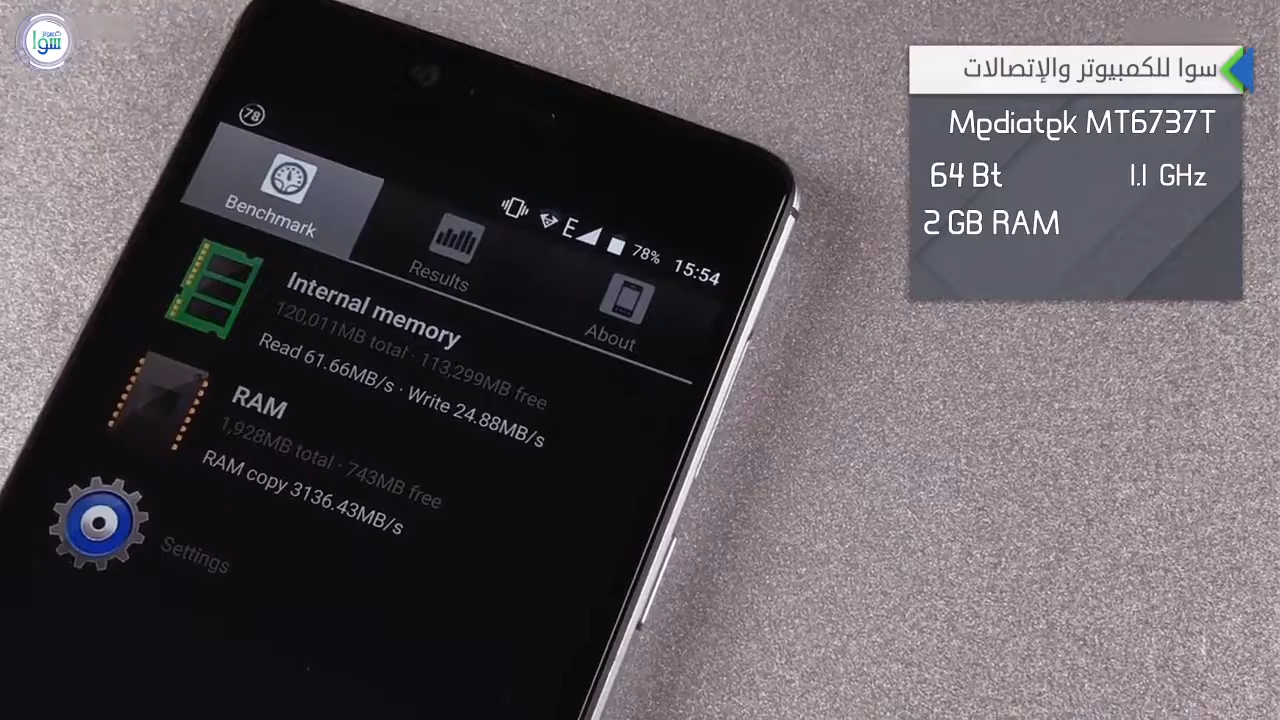 كمبيوتر
سوا
سوا للكمبيوتر والإتصالات
Mediatek MT6737T
64 Bt 1.1 GHz
2 GB RAM
78
E 78% 15:54
Benchmark
Results
About
Internal memory
120,011MB total · 113,299MB free
Read 61.66MB/s · Write 24.88MB/s
RAM
1,928MB total · 743MB free
RAM copy 3136.43MB/s
Settings